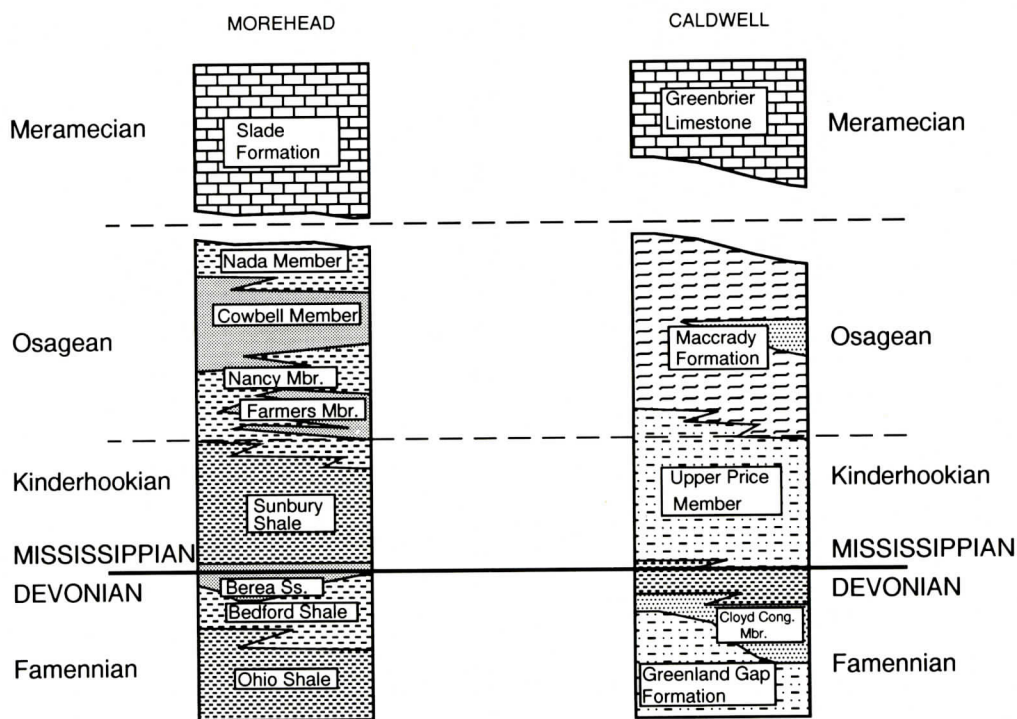 MOREHEAD
CALDWELL
Meramecian
Slade
Formation
Greenbrier
Limestone
Meramecian
Nada Member
Cowbell Member
Osagean
Nancy Mbr.
Farmers Mbr.
Maccrady
Formation
Osagean
Kinderhookian
Sunbury
Shale
Upper Price
Member
Kinderhookian
MISSISSIPPIAN
MISSISSIPPIAN
DEVONIAN
Berea Ss.
Bedford Shale
DEVONIAN
Cloyd Cong.
Mbr.
Famennian
Ohio Shale
Greenland Gap
Formation
Famennian